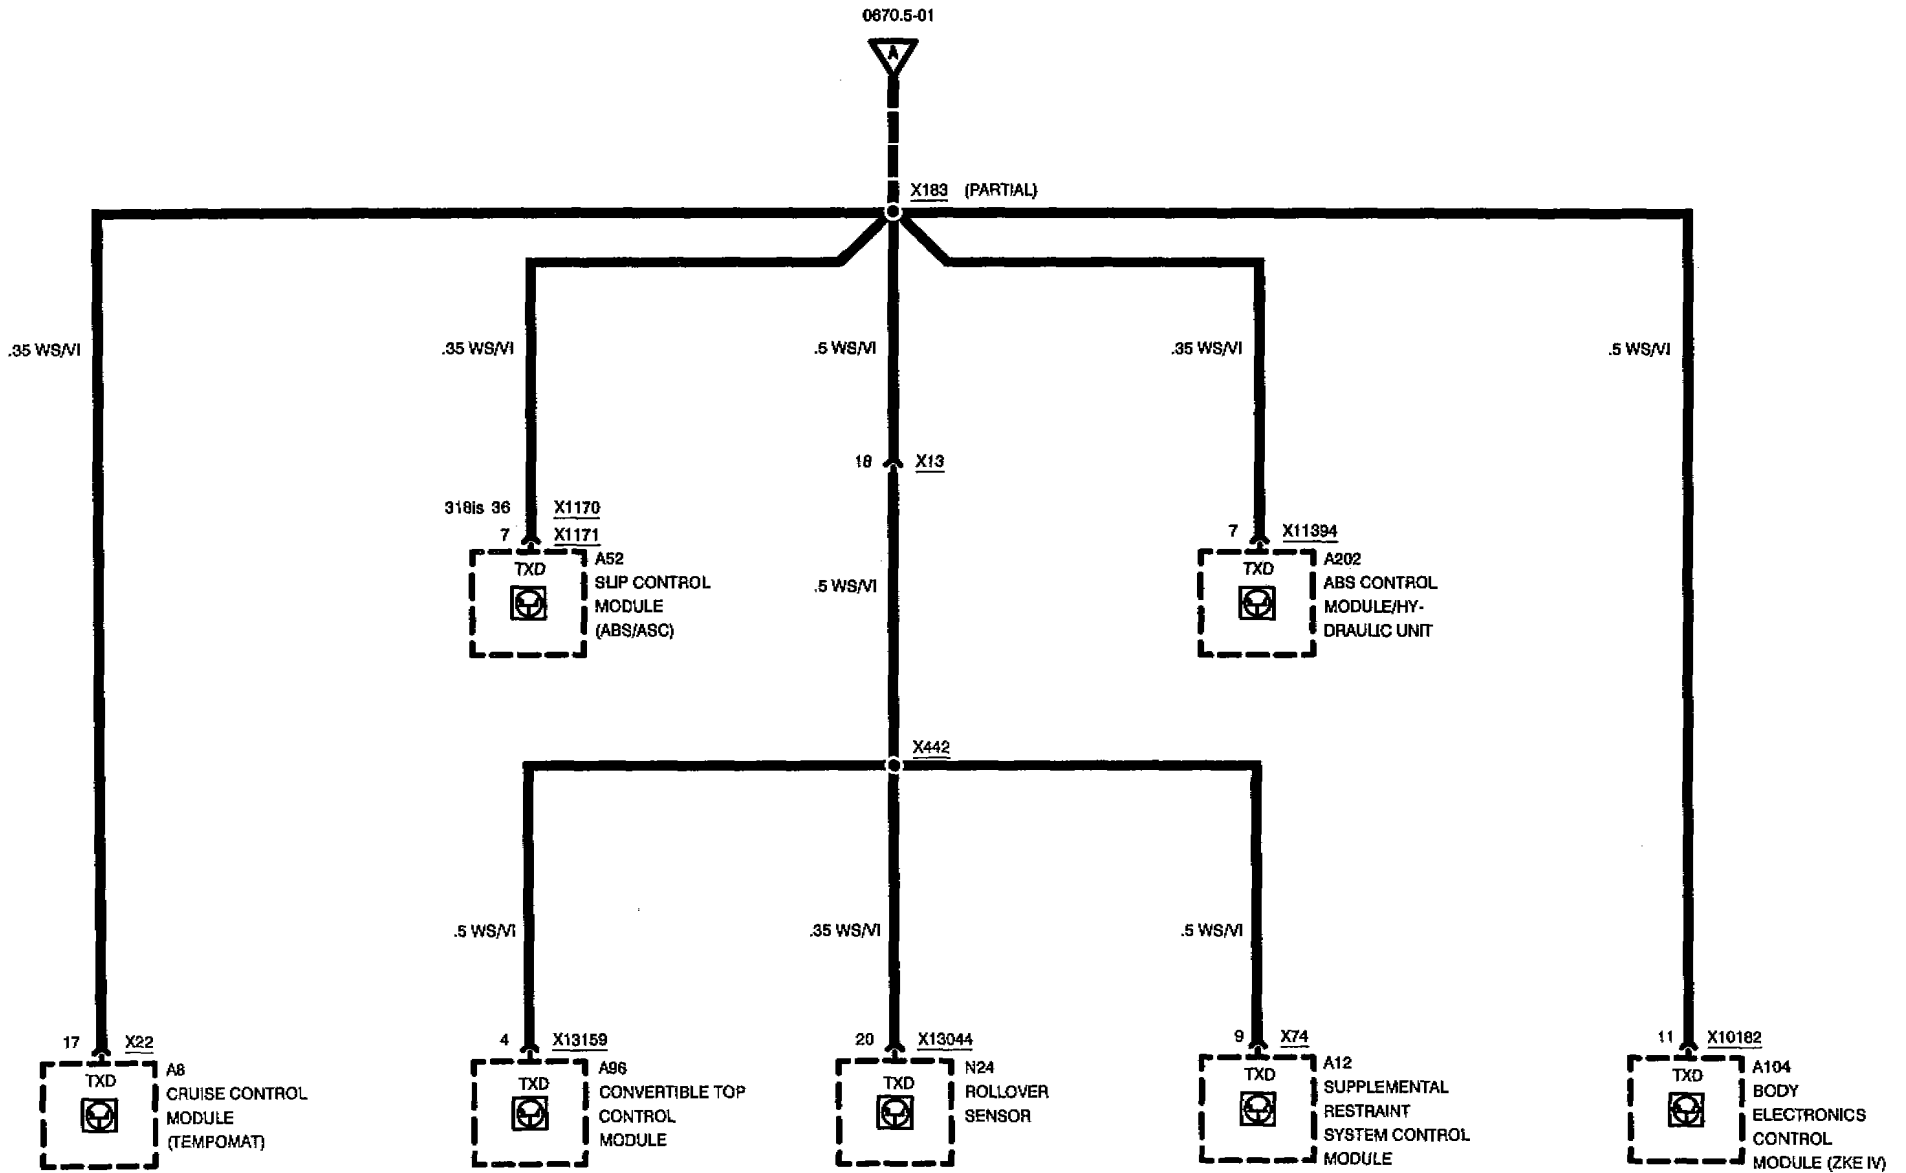 0670.5-01
A
X183 (PARTIAL)
.35 WS/VI
.35 WS/VI
.5 WS/VI
.35 WS/VI
.5 WS/VI
18 X13
318is 36 X1170
7 X1171
TXD
A52
SLIP CONTROL
MODULE
(ABS/ASC)
.5 WS/VI
7 X11394
TXD
A202
ABS CONTROL
MODULE/HY-
DRAULIC UNIT
X442
.5 WS/VI
.35 WS/VI
.5 WS/VI
17 X22
TXD
A8
CRUISE CONTROL
MODULE
(TEMPOMAT)
4 X13159
TXD
A96
CONVERTIBLE TOP
CONTROL
MODULE
20 X13044
TXD
N24
ROLLOVER
SENSOR
9 X74
TXD
A12
SUPPLEMENTAL
RESTRAINT
SYSTEM CONTROL
MODULE
11 X10182
TXD
A104
BODY
ELECTRONICS
CONTROL
MODULE (ZKE IV)